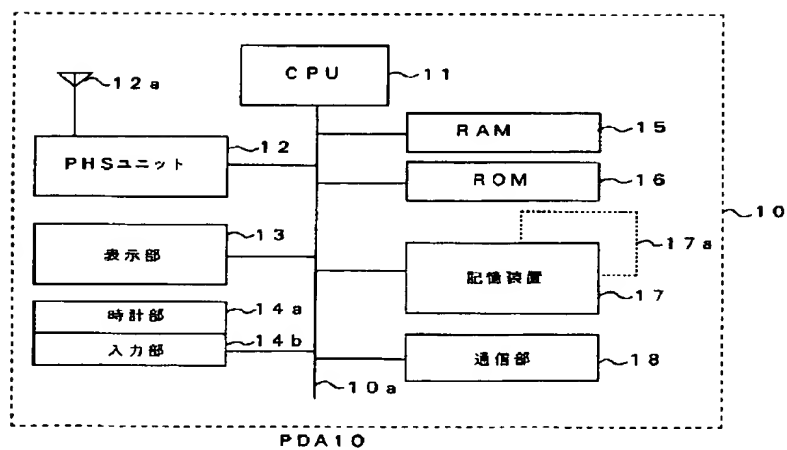 CPU
11
12a
RAM
15
PHSユニット
12
ROM
16
10
表示部
13
17a
記憶装置
17
時計部
14a
入力部
14b
通信部
18
10a
PDA10